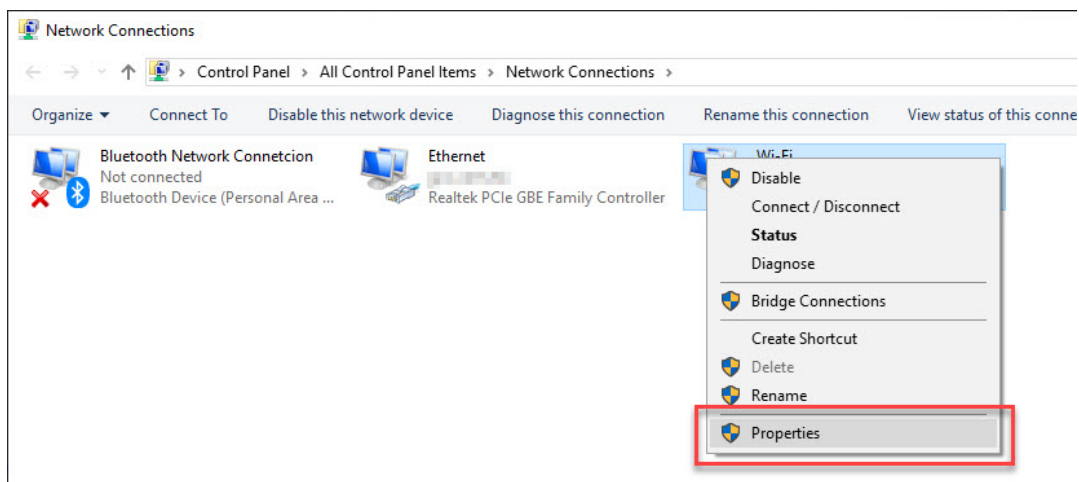 Network Connections
Control Panel > All Control Panel Items > Network Connections >
Organize Connect To Disable this network device Diagnose this connection Rename this connection View status of this conne
Bluetooth Network Connetcion
Not connected
Bluetooth Device (Personal Area ...
Ethernet
Realtek PCIe GBE Family Controller
Wi-Fi
Disable
Connect / Disconnect
Status
Diagnose
Bridge Connections
Create Shortcut
Delete
Rename
Properties